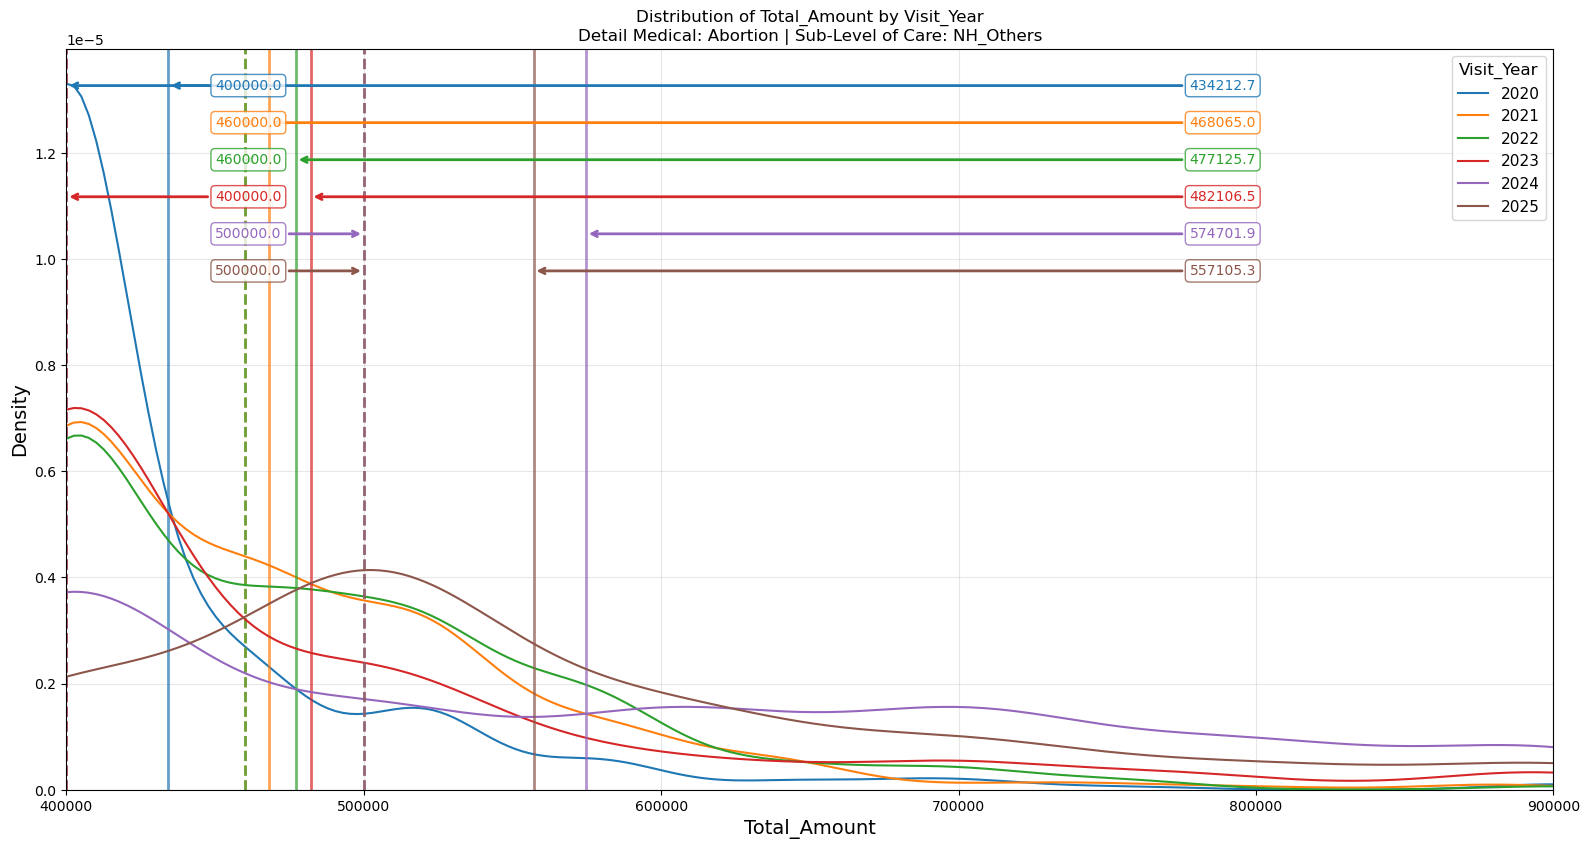 Distribution of Total_Amount by Visit_Year
Detail Medical: Abortion | Sub-Level of Care: NH_Others
1e−5
Visit_Year
2020
2021
2022
2023
2024
2025
400000.0 434212.7
460000.0 468065.0
460000.0 477125.7
400000.0 482106.5
500000.0 574701.9
500000.0 557105.3
1.2
1.0
0.8
0.6
0.4
0.2
0.0
Density
400000 500000 600000 700000 800000 900000
Total_Amount